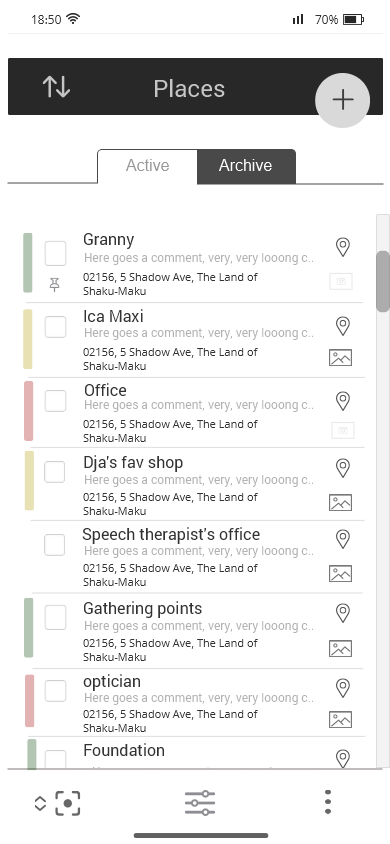 18:50 70%
Places
Active Archive
Granny
Here goes a comment, very, very looong c..
02156, 5 Shadow Ave, The Land of
Shaku-Maku
Ica Maxi
Here goes a comment, very, very looong c..
02156, 5 Shadow Ave, The Land of
Shaku-Maku
Office
Here goes a comment, very, very looong c..
02156, 5 Shadow Ave, The Land of
Shaku-Maku
Dja's fav shop
Here goes a comment, very, very looong c..
02156, 5 Shadow Ave, The Land of
Shaku-Maku
Speech therapist's office
Here goes a comment, very, very looong c..
02156, 5 Shadow Ave, The Land of
Shaku-Maku
Gathering points
Here goes a comment, very, very looong c..
02156, 5 Shadow Ave, The Land of
Shaku-Maku
optician
Here goes a comment, very, very looong c..
02156, 5 Shadow Ave, The Land of
Shaku-Maku
Foundation